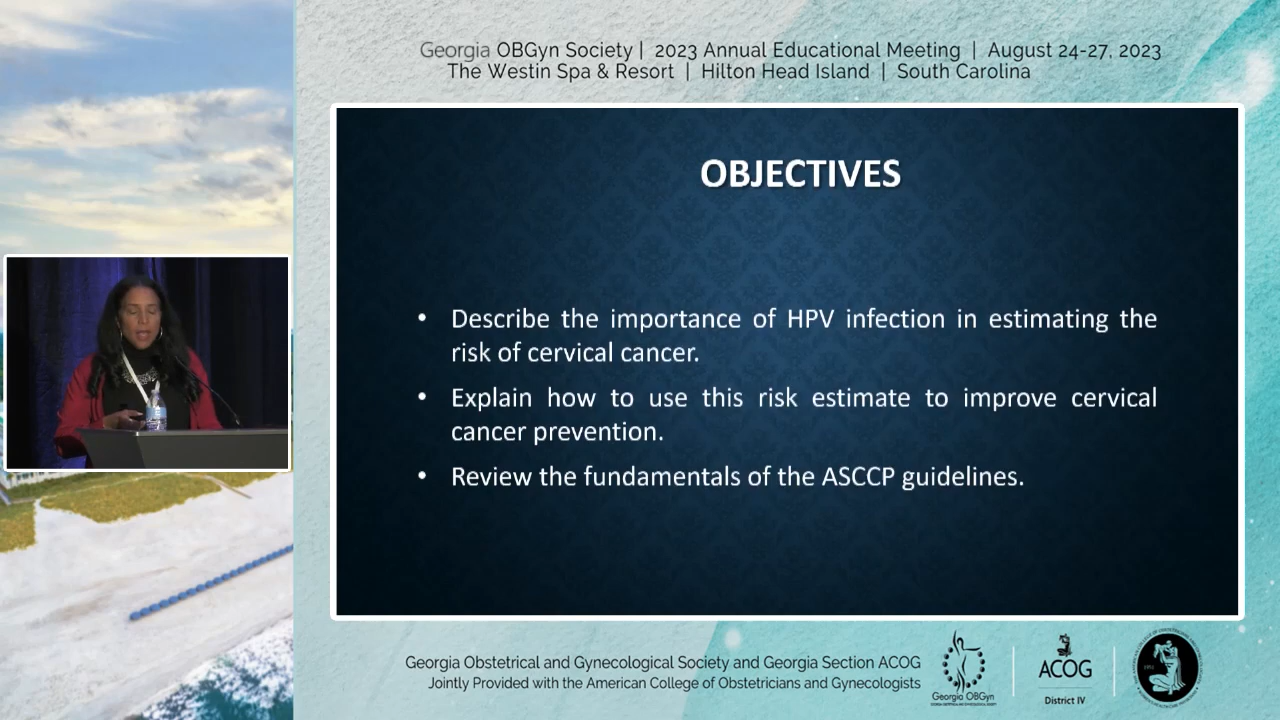 Georgia OBGyn Society | 2023 Annual Educational Meeting | August 24-27, 2023
The Westin Spa & Resort | Hilton Head Island | South Carolina
OBJECTIVES
• Describe the importance of HPV infection in estimating the
risk of cervical cancer.
• Explain how to use this risk estimate to improve cervical
cancer prevention.
• Review the fundamentals of the ASCCP guidelines.
Georgia Obstetrical and Gynecological Society and Georgia Section ACOG
Jointly Provided with the American College of Obstetricians and Gynecologists
Georgia OBGyn
ACOG
District IV